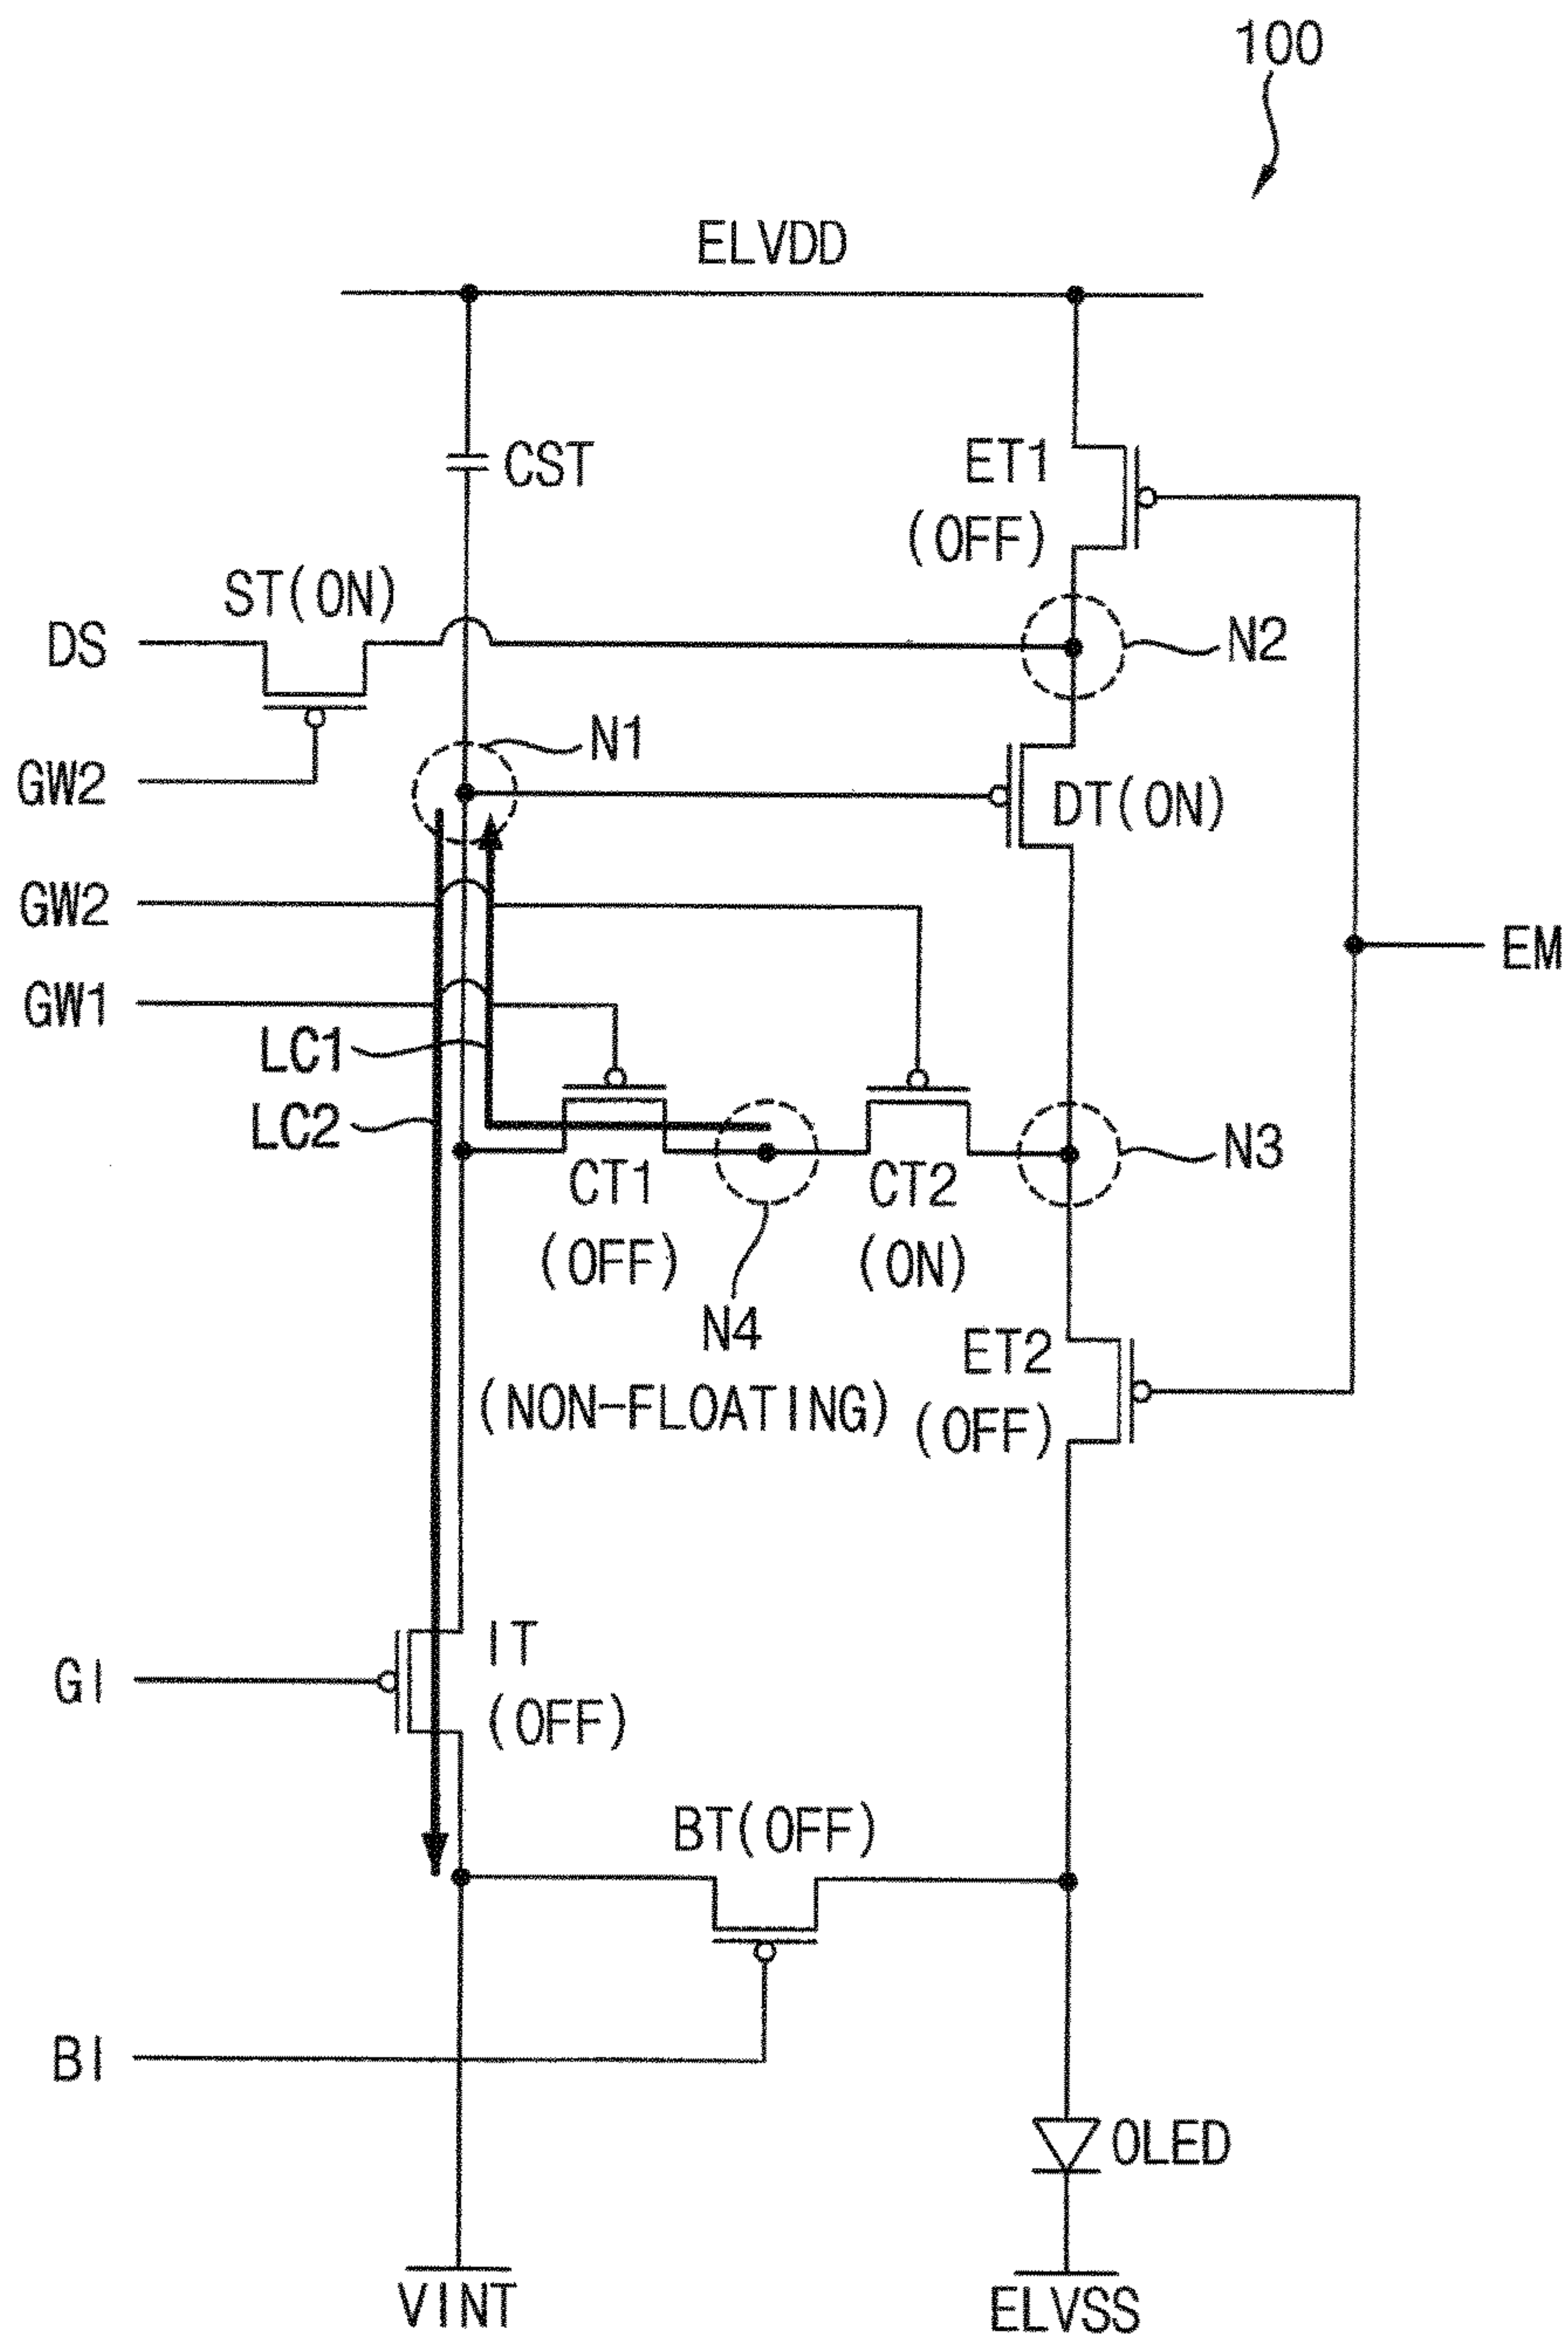 100
ELVDD
CST
ET1
(OFF)
ST(ON)
DS
N2
N1
GW2
DT(ON)
GW2
EM
GW1
LC1
LC2
N3
CT1
(OFF)
CT2
(ON)
N4
(NON-FLOATING)
ET2
(OFF)
IT
(OFF)
GI
BT(OFF)
BI
OLED
VINT
ELVSS